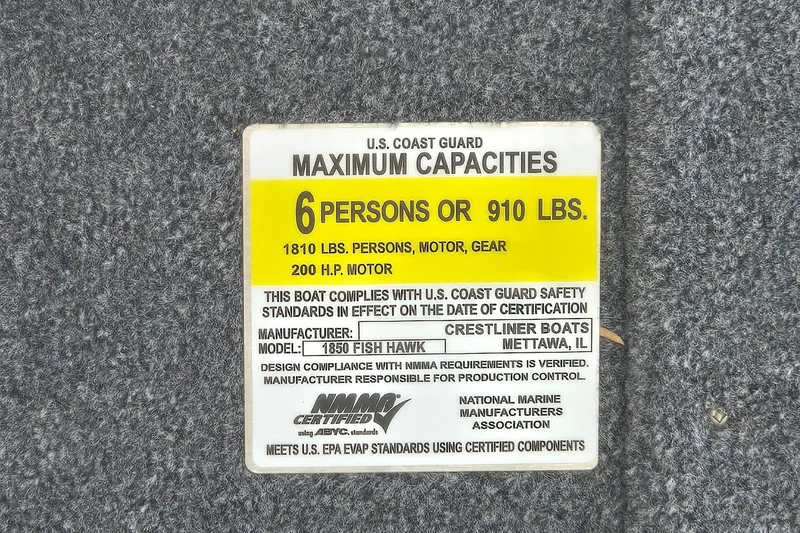 U.S. COAST GUARD
MAXIMUM CAPACITIES
6 PERSONS OR 910 LBS.
1810 LBS. PERSONS, MOTOR, GEAR
200 H.P. MOTOR
THIS BOAT COMPLIES WITH U.S. COAST GUARD SAFETY
STANDARDS IN EFFECT ON THE DATE OF CERTIFICATION
MANUFACTURER: CRESTLINER BOATS
MODEL: 1850 FISH HAWK METTAWA, IL
DESIGN COMPLIANCE WITH NMMA REQUIREMENTS IS VERIFIED.
MANUFACTURER RESPONSIBLE FOR PRODUCTION CONTROL.
NMMA®
CERTIFIED
using ABYC. standards
NATIONAL MARINE
MANUFACTURERS
ASSOCIATION
MEETS U.S. EPA EVAP STANDARDS USING CERTIFIED COMPONENTS